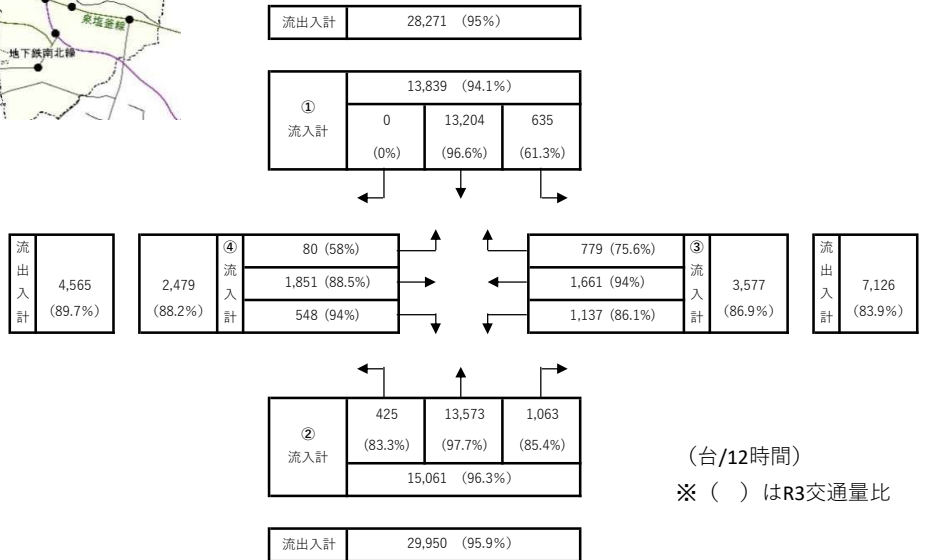 泉塩釜線
地下鉄南北線
流出入計 28,271 (95%)
① 流入計
13,839 (94.1%)
0 13,204 635
(0%) (96.6%) (61.3%)
流出入計
4,565
(89.7%)
2,479
(88.2%)
④流入計
80 (58%)
1,851 (88.5%)
548 (94%)
779 (75.6%)
1,661 (94%)
1,137 (86.1%)
③流入計
3,577
(86.9%)
流出入計
7,126
(83.9%)
② 流入計
425 13,573 1,063
(83.3%) (97.7%) (85.4%)
15,061 (96.3%)
(台/12時間)
※ ( )はR3交通量比
流出入計 29,950 (95.9%)